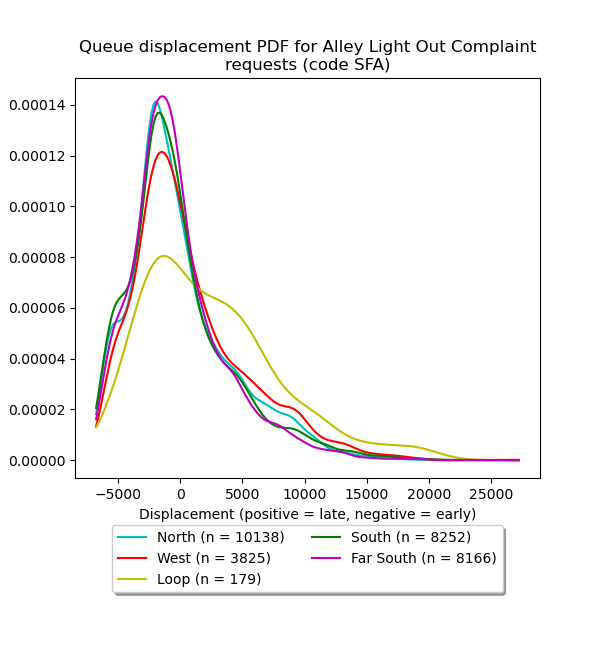 Queue displacement PDF for Alley Light Out Complaint
requests (code SFA)
0.00014
0.00012
0.00010
0.00008
0.00006
0.00004
0.00002
0.00000
−5000 0 5000 10000 15000 20000 25000
Displacement (positive = late, negative = early)
North (n = 10138) South (n = 8252)
West (n = 3825) Far South (n = 8166)
Loop (n = 179)